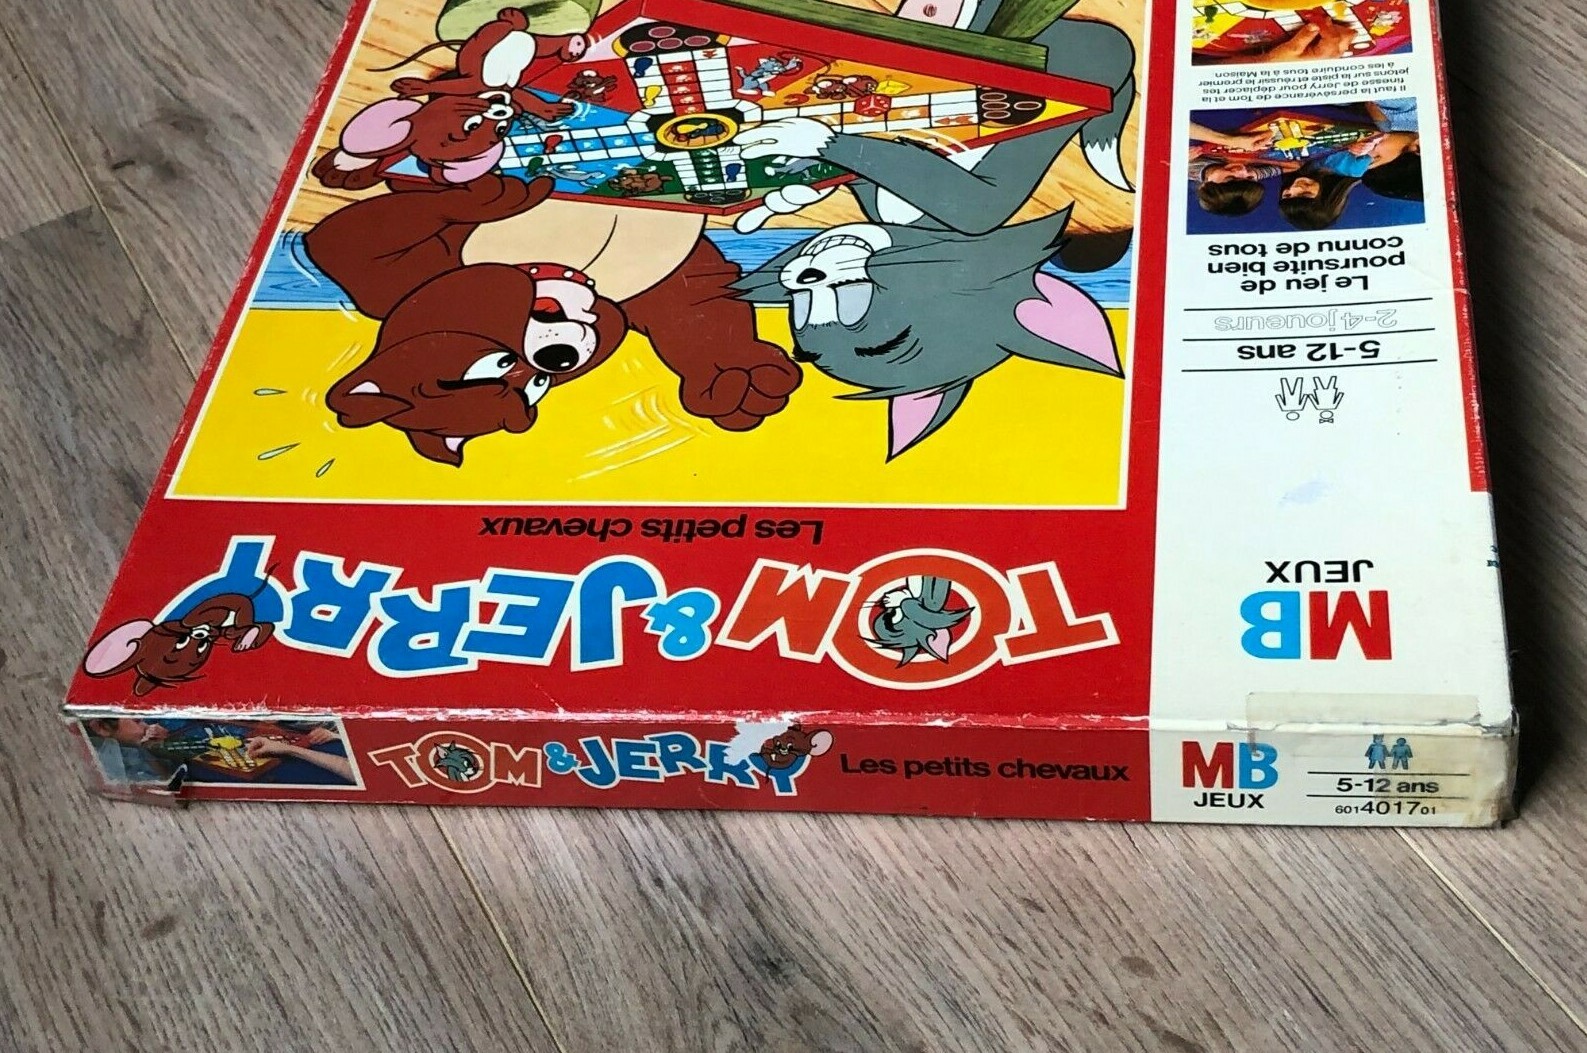 TOM & JERRY
Les petits chevaux
MB
JEUX
5-12 ans
2-4 joueurs
Le jeu de
poursuite bien
connu de tous
Il faut la persévérance de Tom et la
finesse de Jerry pour déplacer tes
jetons sur la piste et réussir le premier
à les conduire tous à la Maison
TOM & JERRY
Les petits chevaux
MB
JEUX
5-12 ans
601401701